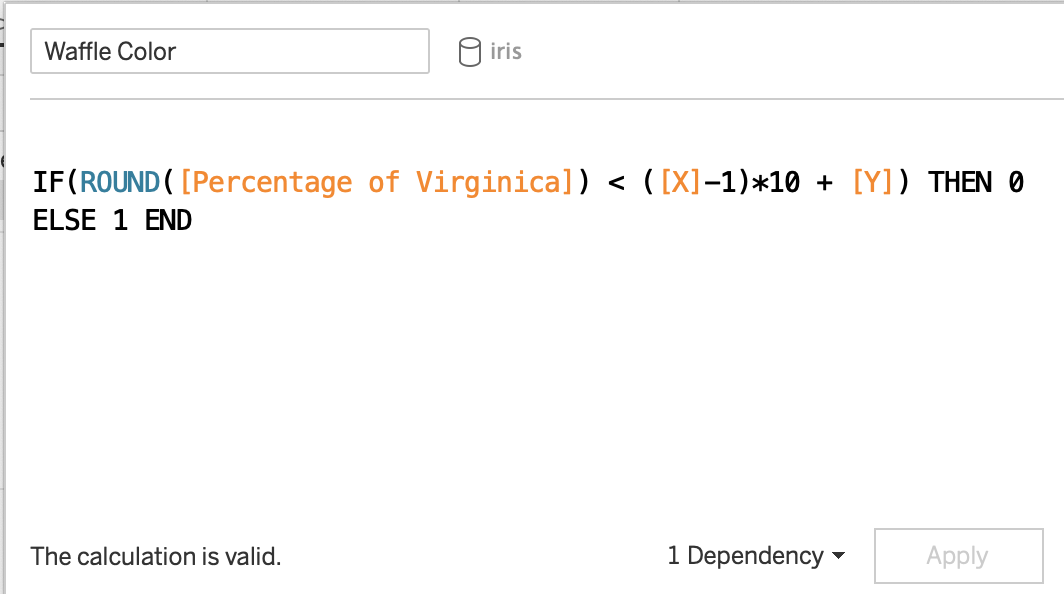 Waffle Color
iris
IF(ROUND([Percentage of Virginica]) < ([X]-1)*10 + [Y]) THEN 0
ELSE 1 END
The calculation is valid.
1 Dependency
Apply